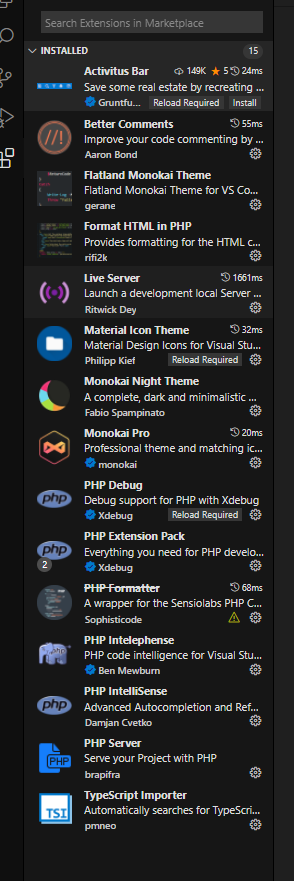 Search Extensions in Marketplace
INSTALLED 15
Activitus Bar 149K 5 24ms
Save some real estate by recreating ...
Gruntfu... Reload Required Install
Better Comments 55ms
Improve your code commenting by ...
Aaron Bond
Flatland Monokai Theme
Flatland Monokai Theme for VS Co...
gerane
Format HTML in PHP
Provides formatting for the HTML c...
rifi2k
Live Server 1661ms
Launch a development local Server ...
Ritwick Dey
Material Icon Theme 32ms
Material Design Icons for Visual Stu...
Philipp Kief Reload Required
Monokai Night Theme
A complete, dark and minimalistic ...
Fabio Spampinato
Monokai Pro 20ms
Professional theme and matching ic...
monokai
php
PHP Debug
Debug support for PHP with Xdebug
Xdebug Reload Required
php
2
PHP Extension Pack
Everything you need for PHP develo...
Xdebug
PHP Formatter 68ms
A wrapper for the Sensiolabs PHP C...
Sophisticode
php
PHP Intelephense
PHP code intelligence for Visual Stu...
Ben Mewburn
php
PHP IntelliSense
Advanced Autocompletion and Ref...
Damjan Cvetko
PHP
PHP Server
Serve your Project with PHP
brapifra
TSI
TypeScript Importer
Automatically searches for TypeScri...
pmneo